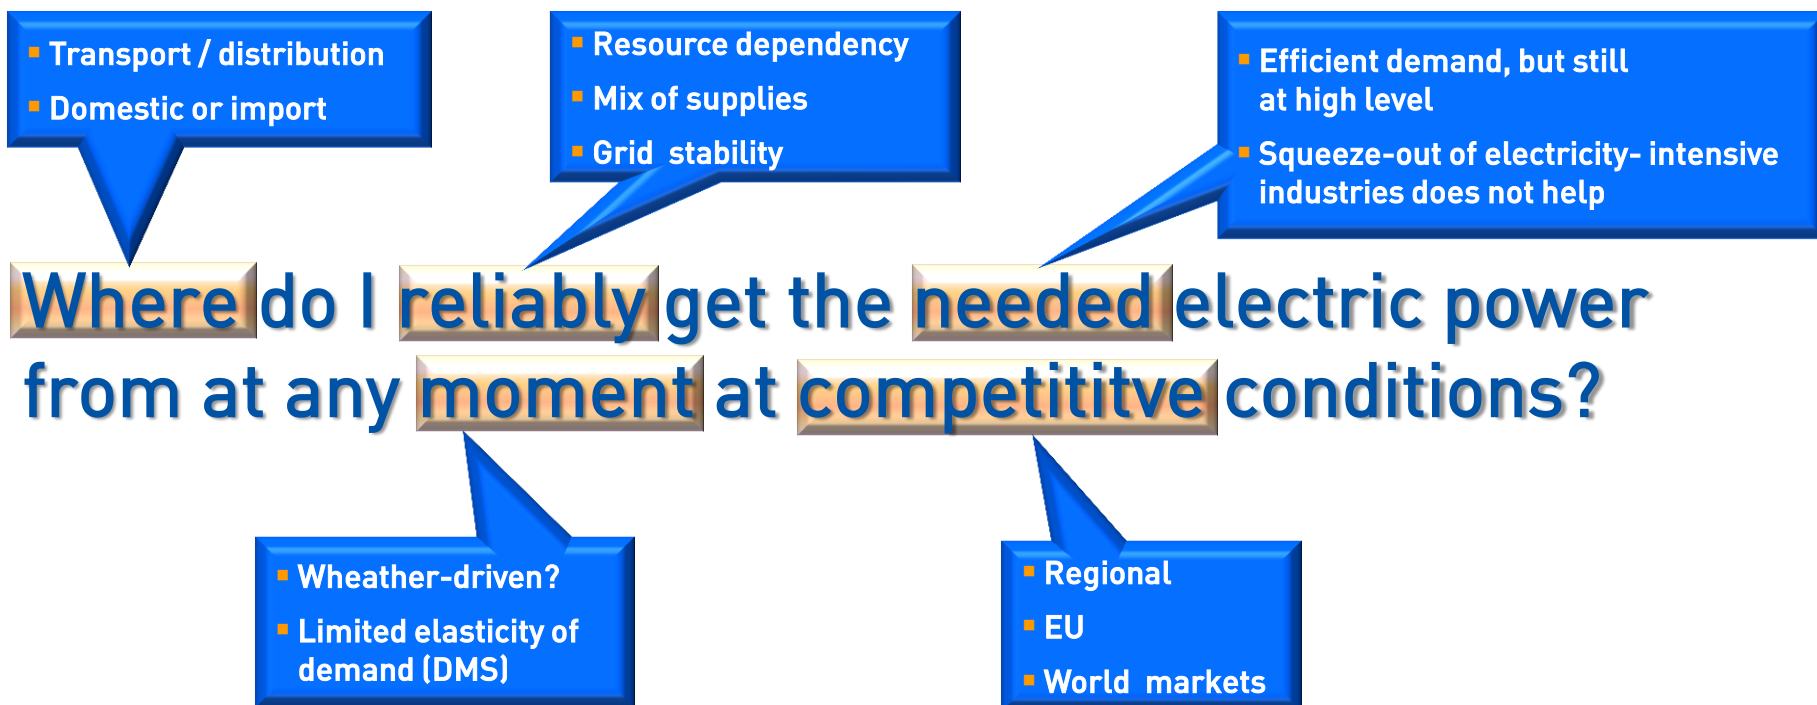 ▪ Transport / distribution
▪ Domestic or import
▪ Resource dependency
▪ Mix of supplies
▪ Grid stability
▪ Efficient demand, but still
at high level
▪ Squeeze-out of electricity- intensive
industries does not help
Where do I reliably get the needed electric power
from at any moment at competititve conditions?
▪ Wheather-driven?
▪ Limited elasticity of
demand (DMS)
▪ Regional
▪ EU
▪ World markets